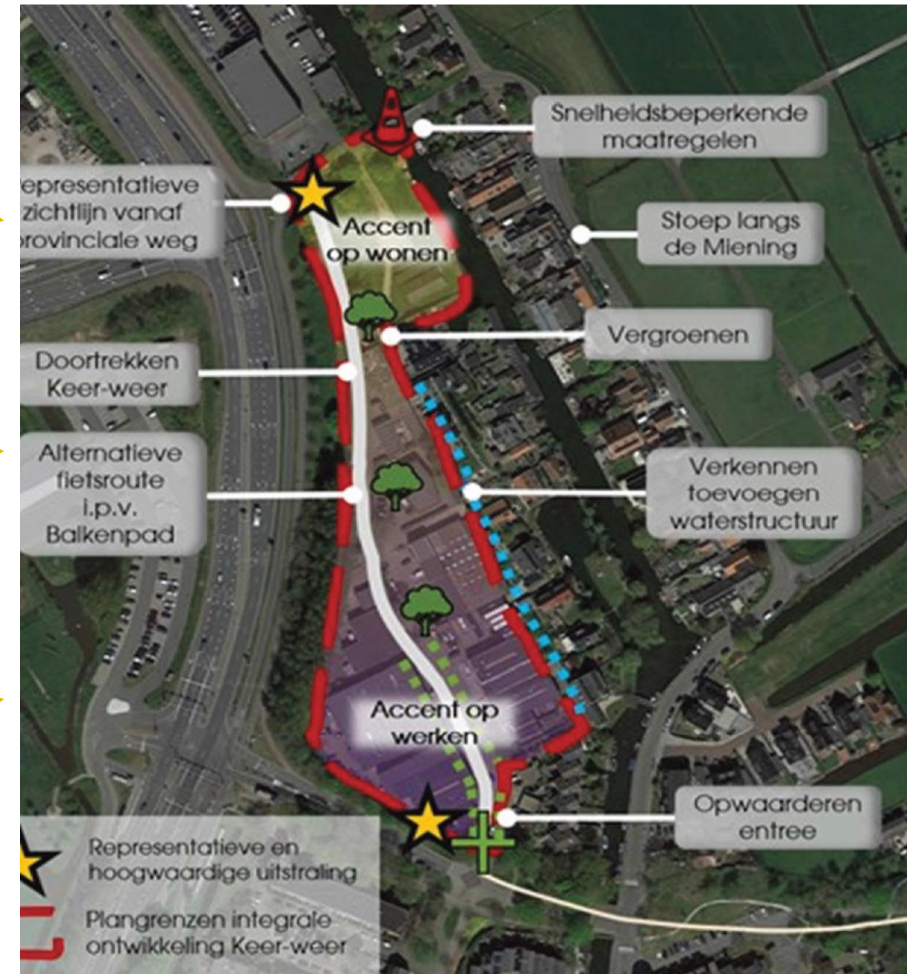 Snelheidsbeperkende
maatregelen
epresentatieve
zichtlijn vanaf
provinciale weg
Accent
op wonen
Stoep langs
de Miening
Vergroenen
Doortrekken
Keer-weer
Alternatieve
fietsroute
i.p.v.
Balkenpad
Verkennen
toevoegen
waterstructuur
Accent op
werken
Opwaarderen
entree
Representatieve en
hoogwaardige uitstraling
Plangrenzen integrale
ontwikkeling Keer-weer